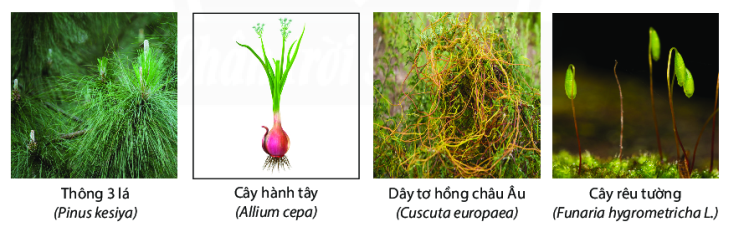 Thông 3 lá
(Pinus kesiya)
Cây hành tây
(Allium cepa)
Dây tơ hồng châu Âu
(Cuscuta europaea)
Cây rêu tường
(Funaria hygrometricha L.)